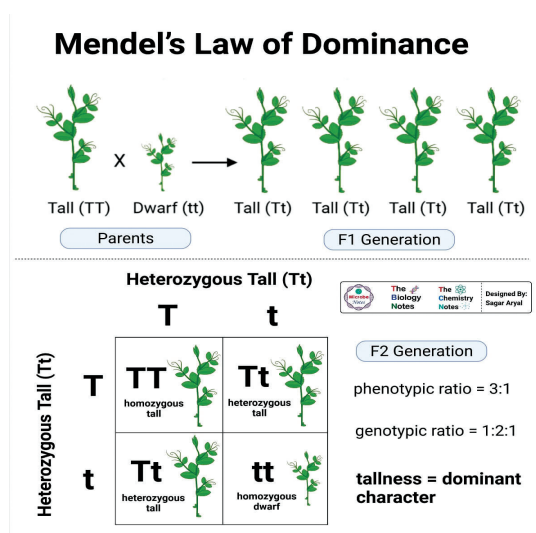 Mendel's Law of Dominance
X
Tall (TT) Dwarf (tt) Tall (Tt) Tall (Tt) Tall (Tt) Tall (Tt)
Parents F1 Generation
Heterozygous Tall (Tt)
Microbe
Notes
The
Biology
Notes
The
Chemistry
Notes
Designed By:
Sagar Aryal
T t
Heterozygous Tall (Tt)
T
TT
homozygous
tall
Tt
heterozygous
tall
t
Tt
heterozygous
tall
tt
homozygous
dwarf
F2 Generation
phenotypic ratio = 3:1
genotypic ratio = 1:2:1
tallness = dominant
character